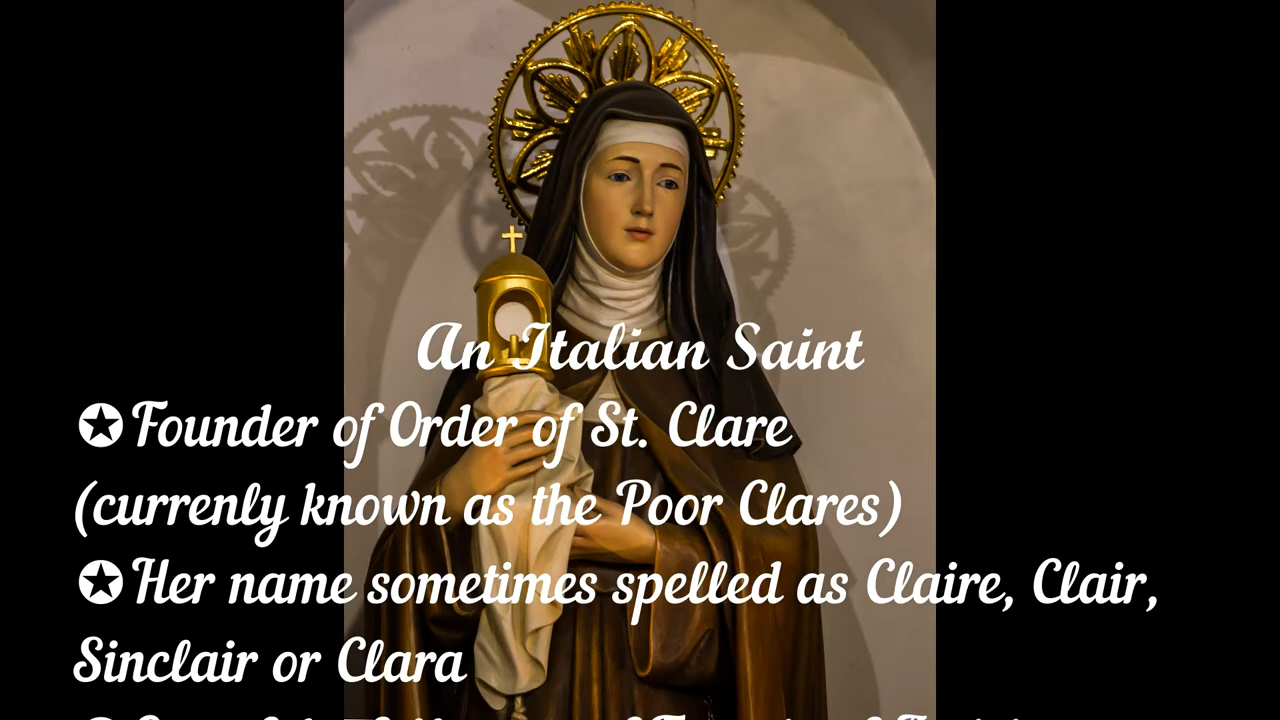 An Italian Saint
✪Founder of Order of St. Clare
(currenly known as the Poor Clares)
✪Her name sometimes spelled as Claire, Clair,
Sinclair or Clara